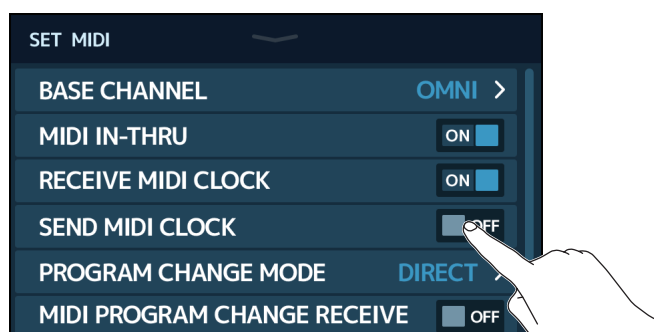 SET MIDI
BASE CHANNEL OMNI >
MIDI IN-THRU ON
RECEIVE MIDI CLOCK ON
SEND MIDI CLOCK OFF
PROGRAM CHANGE MODE DIRECT >
MIDI PROGRAM CHANGE RECEIVE OFF